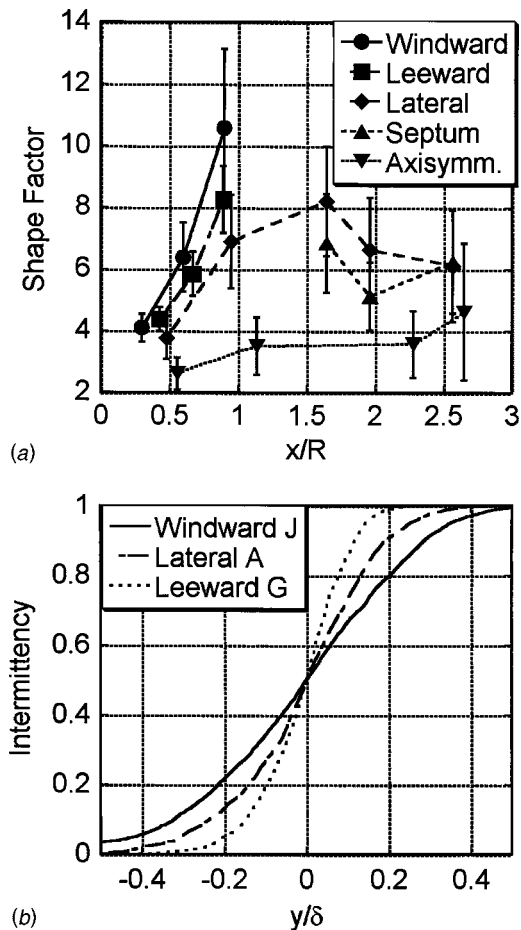 14
12
10
8
6
4
2
Shape Factor
Windward
Leeward
Lateral
Septum
Axisymm.
0 0.5 1 1.5 2 2.5 3
x/R
(a)
1
0.8
0.6
0.4
0.2
0
Intermittency
Windward J
Lateral A
Leeward G
-0.4 -0.2 0 0.2 0.4
y/δ
(b)